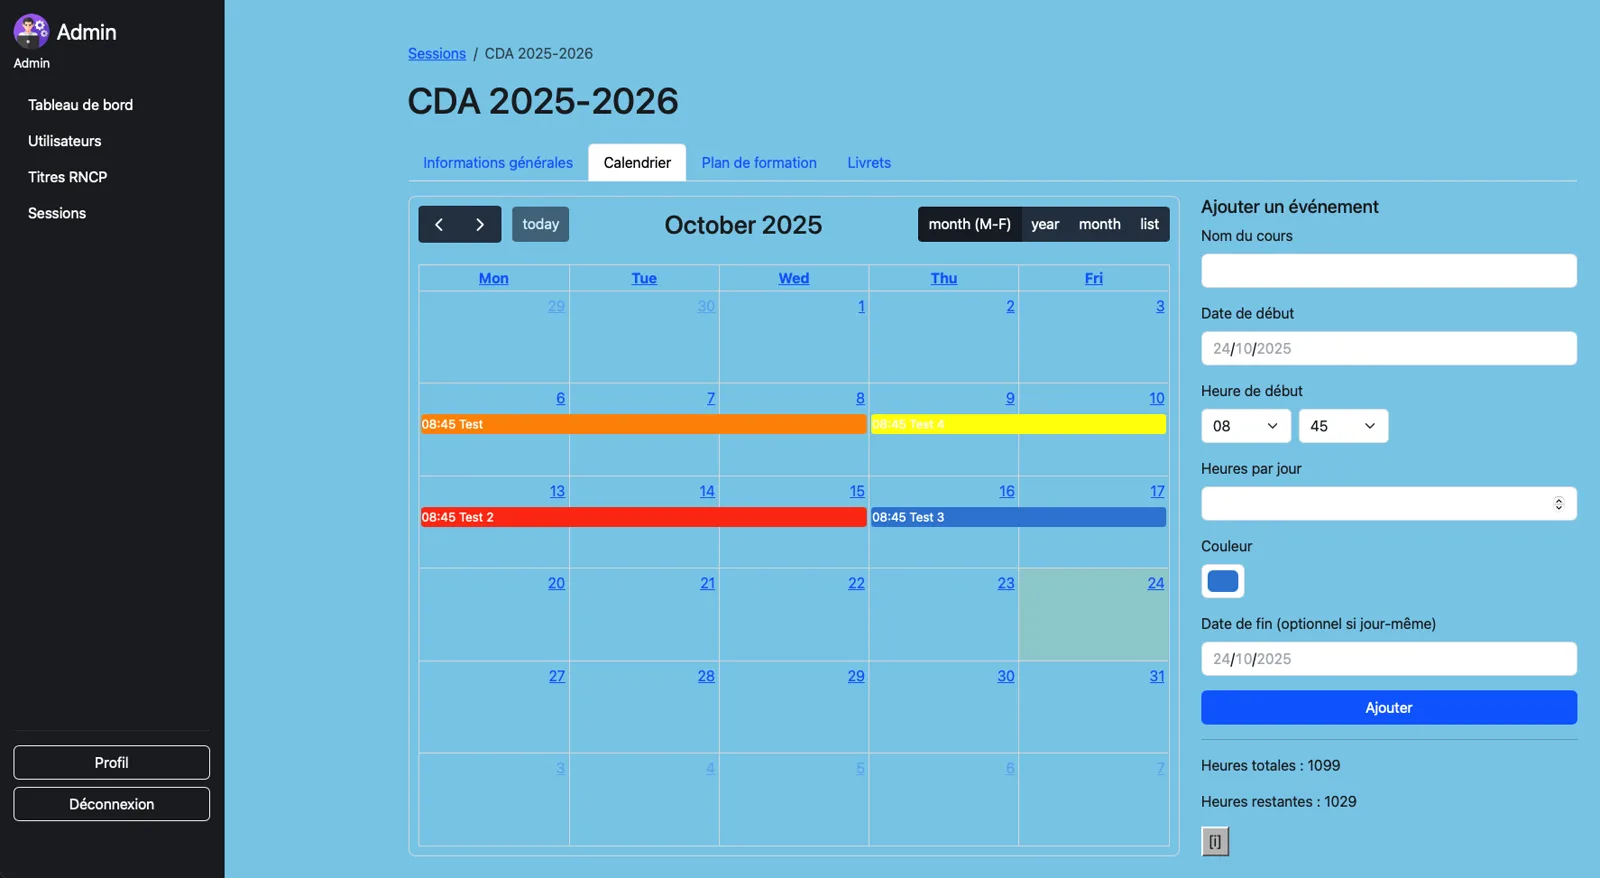 Admin
Admin
Tableau de bord
Utilisateurs
Titres RNCP
Sessions
Profil
Déconnexion
Sessions / CDA 2025-2026
CDA 2025-2026
Informations générales Calendrier Plan de formation Livrets
today October 2025 month (M-F) year month list
Mon Tue Wed Thu Fri
29 30 1 2 3
6 7 8 9 10
08:45 Test 08:45 Test 4
13 14 15 16 17
08:45 Test 2 08:45 Test 3
20 21 22 23 24
27 28 29 30 31
3 4 5 6 7
Ajouter un événement
Nom du cours
Date de début
24/10/2025
Heure de début
08 45
Heures par jour
Couleur
Date de fin (optionnel si jour-même)
24/10/2025
Ajouter
Heures totales : 1099
Heures restantes : 1029
[i]